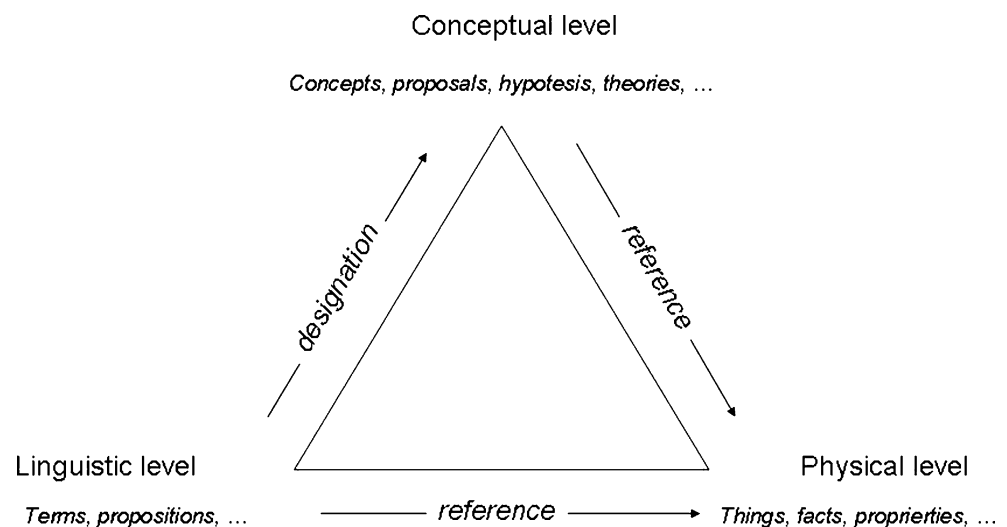 Conceptual level
Concepts, proposals, hypotesis, theories, …
designation
reference
Linguistic level
Physical level
Terms, propositions, …
reference
Things, facts, proprierties, …